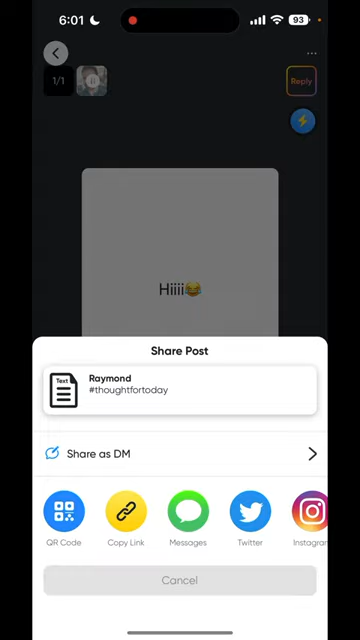 6:01
93
1/1
Reply
Hiiii😂
Share Post
Text
Raymond
#thoughtfortoday
Share as DM
QR Code
Copy Link
Messages
Twitter
Instagram
Cancel